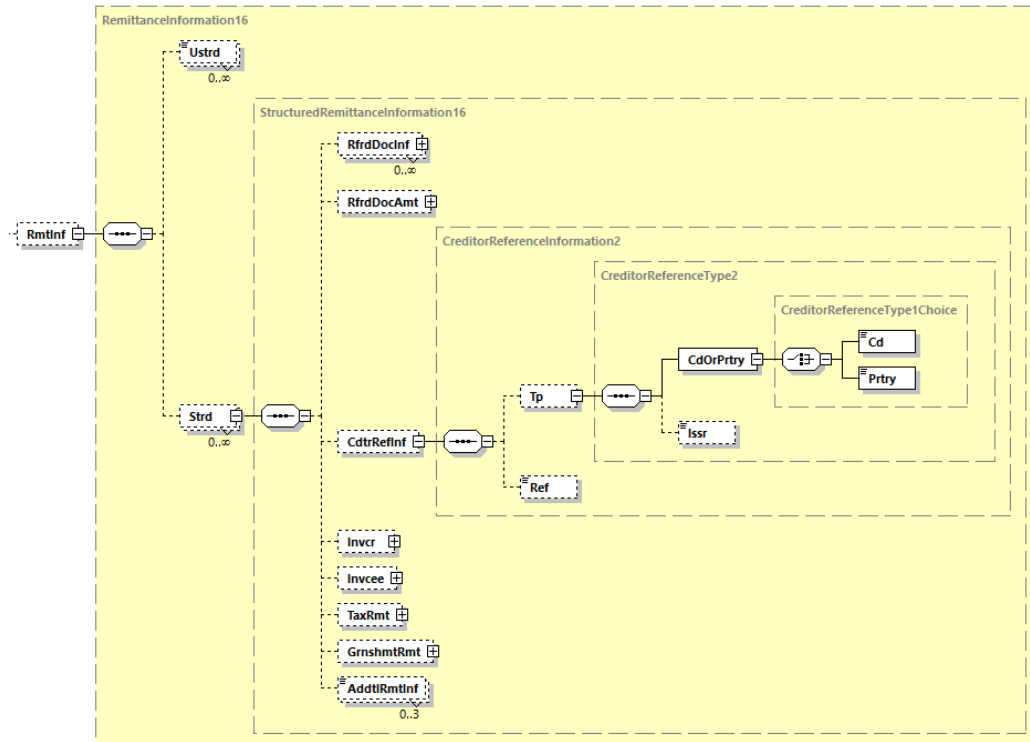 RemittanceInformation16
Ustrd
0..∞
StructuredRemittanceInformation16
RfrdDocInf
0..∞
RfrdDocAmt
RmtInf
CreditorReferenceInformation2
CreditorReferenceType2
CreditorReferenceType1Choice
Cd
CdOrPrtry
Prtry
Tp
Strd
0..∞
CdtrRefInf
Issr
Ref
Invcr
Invcee
TaxRmt
GrnshmtRmt
AddtlRmtInf
0..3